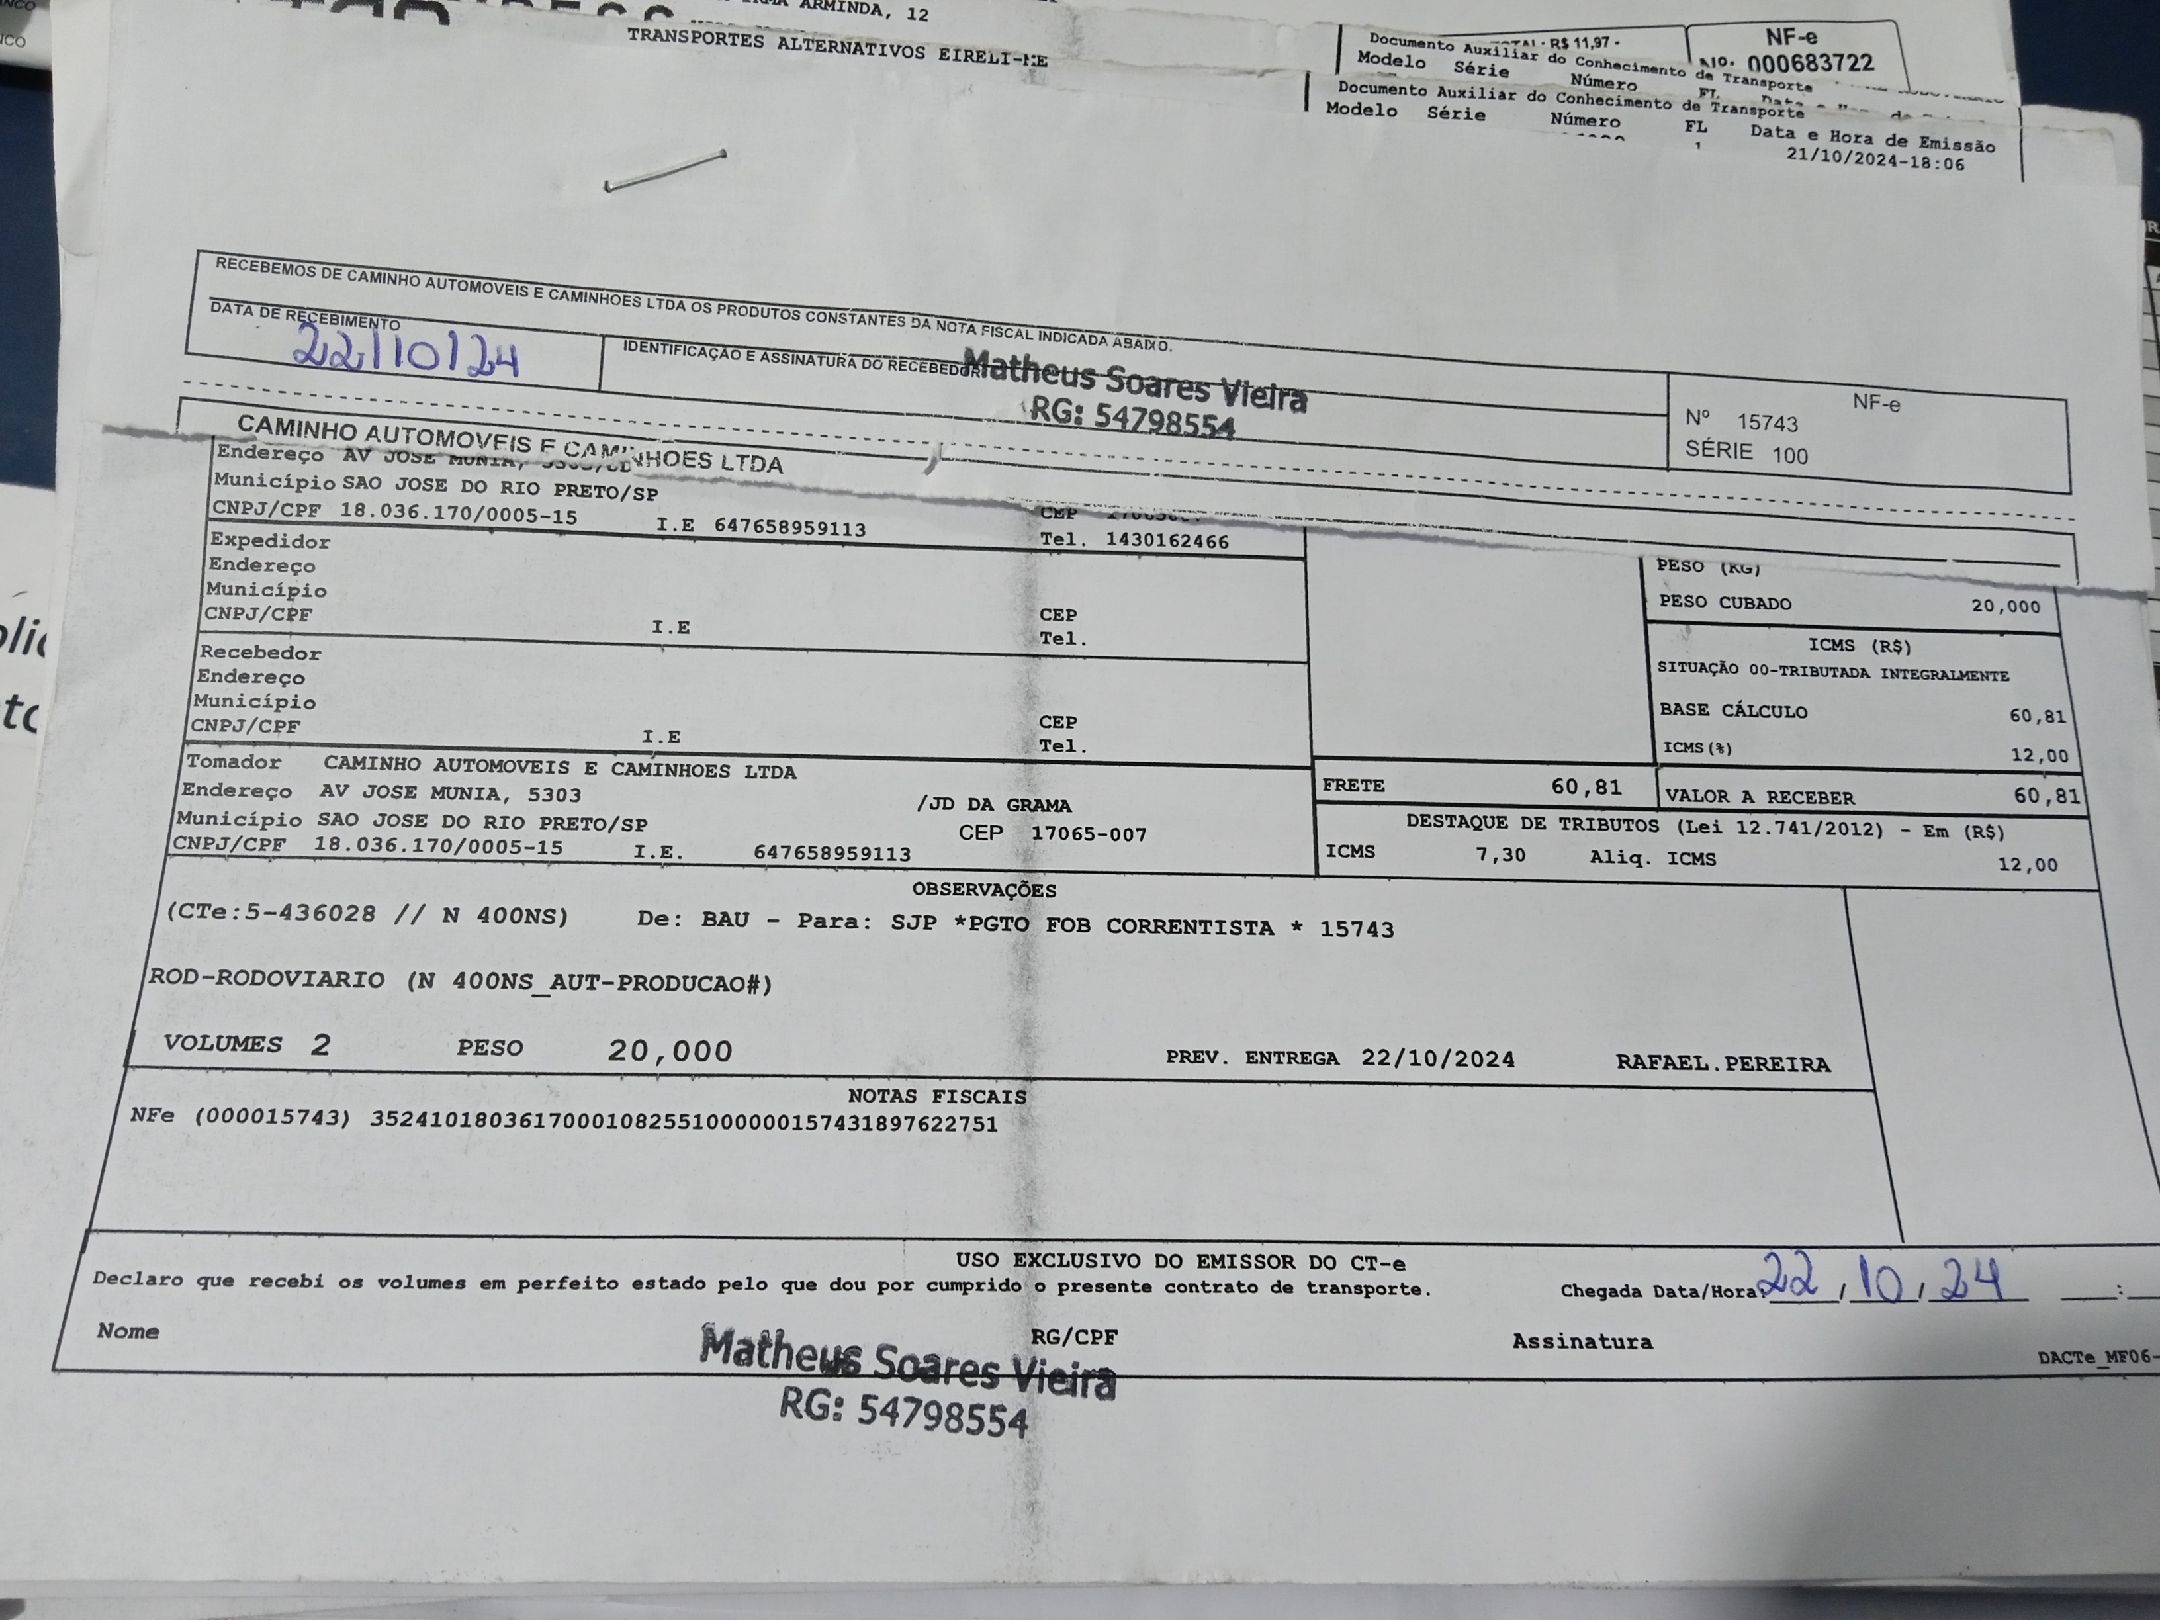 ARMINDA, 12
TRANSPORTES ALTERNATIVOS EIRELI-ME
R$ 11,97 -
NF-e
000683722
Documento Auxiliar do Conhecimento de Transporte
Modelo Série Número FL
Documento Auxiliar do Conhecimento de Transporte
Modelo Série Número FL Data e Hora de Emissão
21/10/2024-18:06
RECEBEMOS DE CAMINHO AUTOMOVEIS E CAMINHOES LTDA OS PRODUTOS CONSTANTES DA NOTA FISCAL INDICADA ABAIXO.
DATA DE RECEBIMENTO
22/10/24
IDENTIFICAÇÃO E ASSINATURA DO RECEBEDOR
Matheus Soares Vieira
RG: 54798554
NF-e
Nº 15743
SÉRIE 100
CAMINHO AUTOMOVEIS E CAMINHOES LTDA
Endereço AV JOSE MUNIA,
Município SAO JOSE DO RIO PRETO/SP
CNPJ/CPF 18.036.170/0005-15 I.E 647658959113
CEP
Tel. 1430162466
Expedidor
Endereço
Município
CNPJ/CPF I.E CEP
Tel.
Recebedor
Endereço
Município
CNPJ/CPF I.E CEP
Tel.
PESO (KG)
PESO CUBADO 20,000
ICMS (R$)
SITUAÇÃO 00-TRIBUTADA INTEGRALMENTE
BASE CÁLCULO 60,81
ICMS(%) 12,00
Tomador CAMINHO AUTOMOVEIS E CAMINHOES LTDA
Endereço AV JOSE MUNIA, 5303 /JD DA GRAMA
Município SAO JOSE DO RIO PRETO/SP CEP 17065-007
CNPJ/CPF 18.036.170/0005-15 I.E. 647658959113
FRETE 60,81 VALOR A RECEBER 60,81
DESTAQUE DE TRIBUTOS (Lei 12.741/2012) - Em (R$)
ICMS 7,30 Aliq. ICMS 12,00
OBSERVAÇÕES
(CTe:5-436028 // N 400NS) De: BAU - Para: SJP *PGTO FOB CORRENTISTA * 15743
ROD-RODOVIARIO (N 400NS_AUT-PRODUCAO#)
VOLUMES 2 PESO 20,000 PREV. ENTREGA 22/10/2024 RAFAEL.PEREIRA
NOTAS FISCAIS
NFe (000015743) 35241018036170001082551000000157431897622751
USO EXCLUSIVO DO EMISSOR DO CT-e
Declaro que recebi os volumes em perfeito estado pelo que dou por cumprido o presente contrato de transporte. Chegada Data/Hora: 22/10/24 :
Nome RG/CPF Assinatura
Matheus Soares Vieira
RG: 54798554
DACTe_MF06-